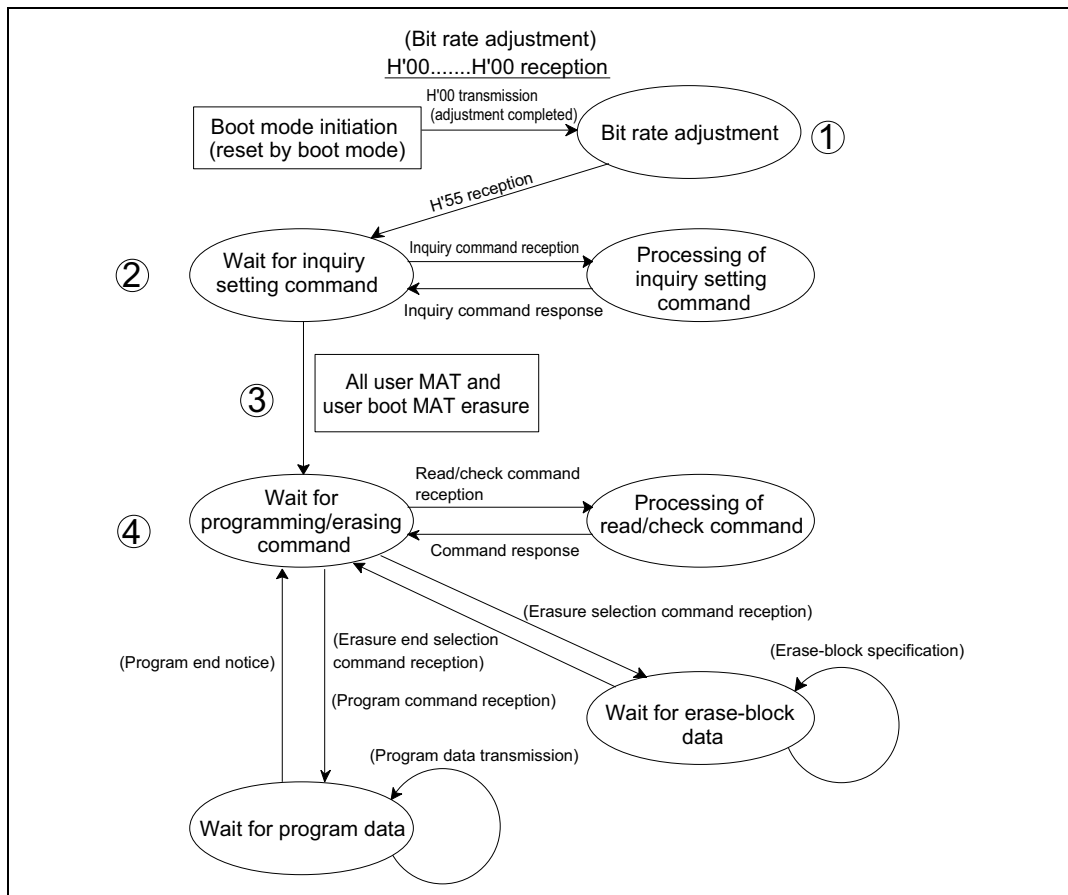 (Bit rate adjustment)
H'00.......H'00 reception
H'00 transmission
(adjustment completed)
Boot mode initiation
(reset by boot mode)
Bit rate adjustment
1
H'55 reception
2
Wait for inquiry
setting command
Inquiry command reception
Inquiry command response
Processing of
inquiry setting
command
3
All user MAT and
user boot MAT erasure
4
Wait for
programming/erasing
command
Read/check command
reception
Command response
Processing of
read/check command
(Erasure selection command reception)
(Program end notice)
(Erasure end selection
command reception)
(Program command reception)
(Erase-block specification)
Wait for erase-block
data
(Program data transmission)
Wait for program data